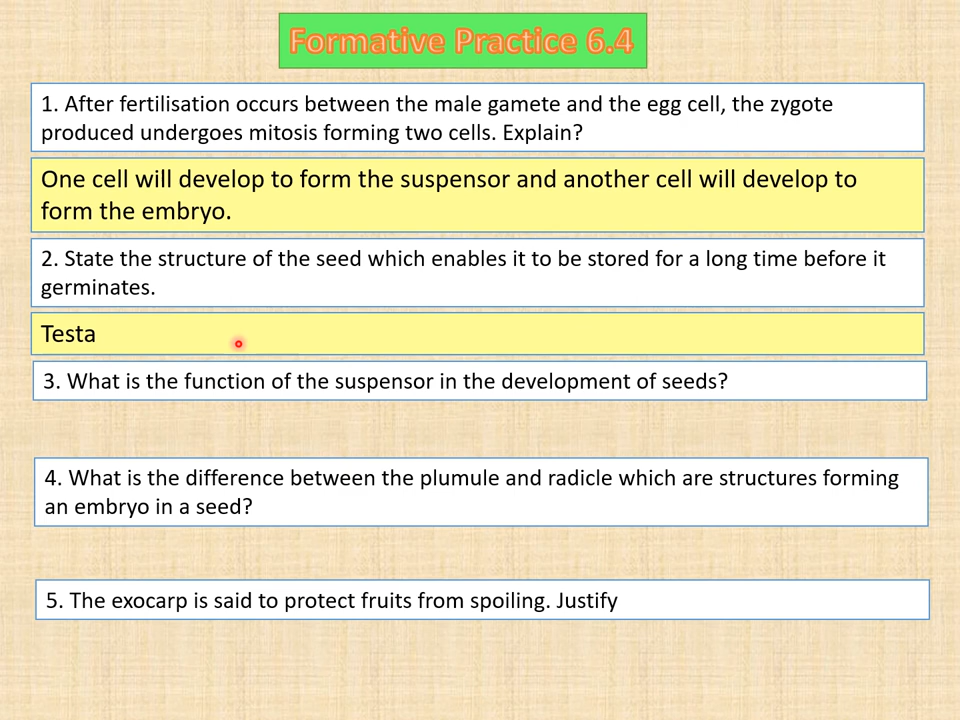 Formative Practice 6.4
1. After fertilisation occurs between the male gamete and the egg cell, the zygote
produced undergoes mitosis forming two cells. Explain?
One cell will develop to form the suspensor and another cell will develop to
form the embryo.
2. State the structure of the seed which enables it to be stored for a long time before it
germinates.
Testa
3. What is the function of the suspensor in the development of seeds?
4. What is the difference between the plumule and radicle which are structures forming
an embryo in a seed?
5. The exocarp is said to protect fruits from spoiling. Justify